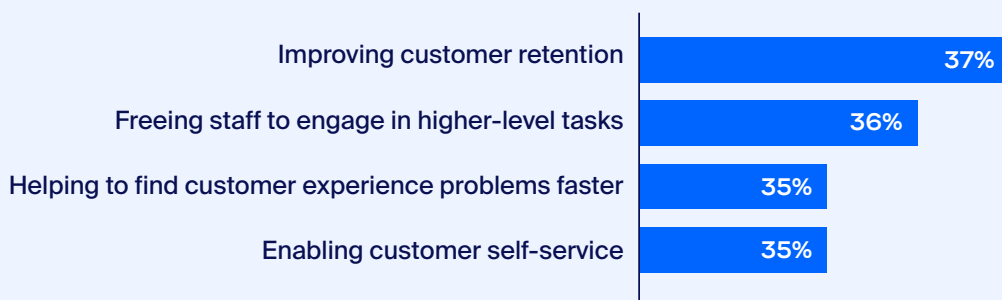 Improving customer retention 37%
Freeing staff to engage in higher-level tasks 36%
Helping to find customer experience problems faster 35%
Enabling customer self-service 35%